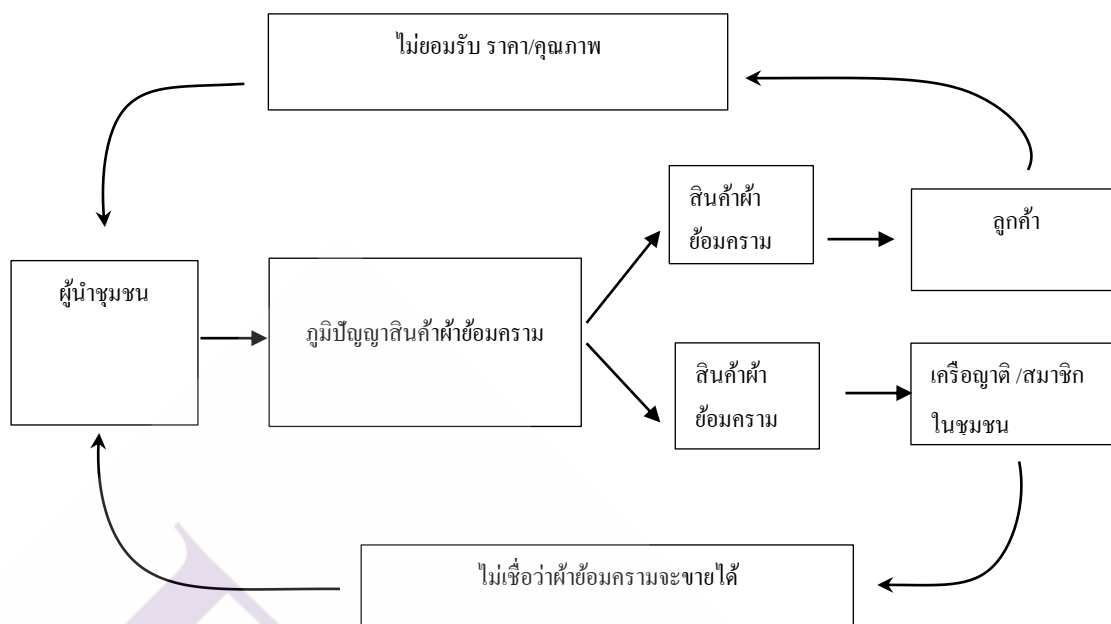 ไม่ยอมรับ ราคา/คุณภาพ
สินค้าผ้า
ย้อมคราม
ลูกค้า
ผู้นำชุมชน
ภูมิปัญญาสินค้าผ้าย้อมคราม
สินค้าผ้า
ย้อมคราม
เครือญาติ /สมาชิก
ในชุมชน
ไม่เชื่อว่าผ้าย้อมครามจะขายได้